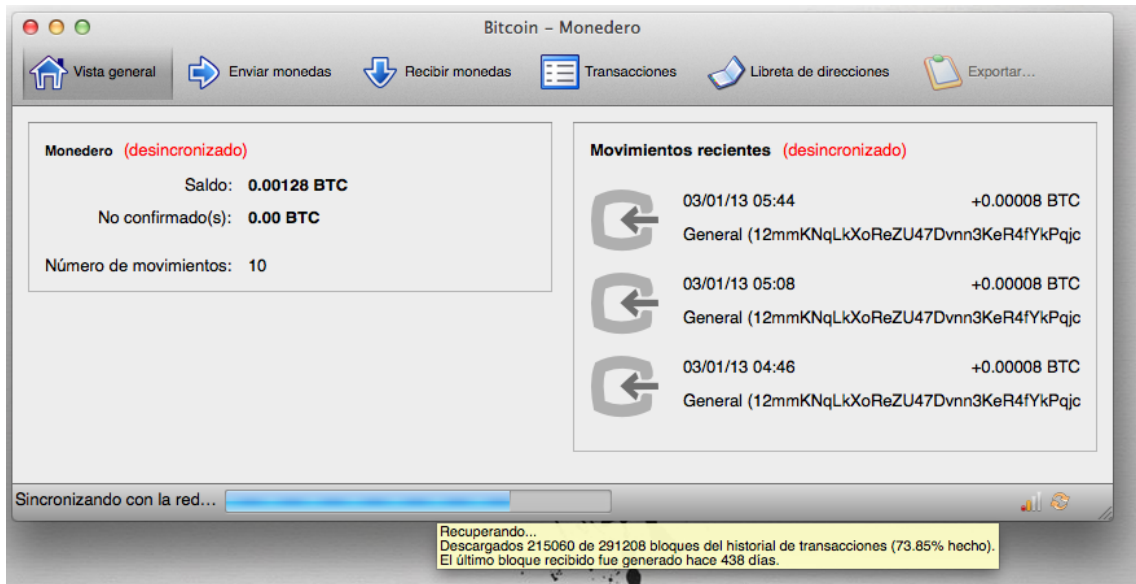 Bitcoin – Monedero
Vista general Enviar monedas Recibir monedas Transacciones Libreta de direcciones Exportar...
Monedero (desincronizado)
Saldo: 0.00128 BTC
No confirmado(s): 0.00 BTC
Número de movimientos: 10
Movimientos recientes (desincronizado)
03/01/13 05:44 +0.00008 BTC
General (12mmKNqLkXoReZU47Dvnn3KeR4fYkPqjc
03/01/13 05:08 +0.00008 BTC
General (12mmKNqLkXoReZU47Dvnn3KeR4fYkPqjc
03/01/13 04:46 +0.00008 BTC
General (12mmKNqLkXoReZU47Dvnn3KeR4fYkPqjc
Sincronizando con la red...
Recuperando...
Descargados 215060 de 291208 bloques del historial de transacciones (73.85% hecho).
El último bloque recibido fue generado hace 438 días.